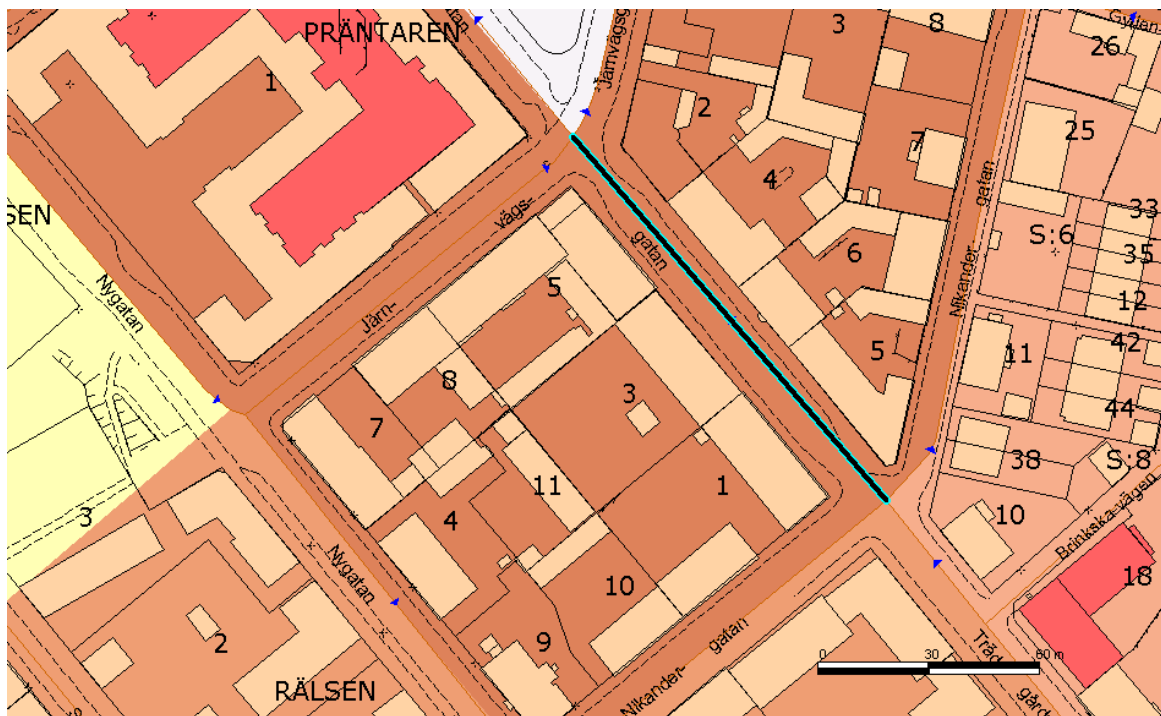 gatan
PRÄNTAREN
Järnvägsg
3
8
Gyllen
26
1
2
25
7
4
gatan
33
SEN
vägs-
gatan
S:6
35
6
Nygatan
5
Järn-
Nikander-
12
42
8
3
5
11
7
44
11
1
38
S:8
3
4
10
Brinkska-vägen
Nygatan
10
18
2
9
gatan
Träd
0
30
60 m
RÄLSEN
Nikander-
gård